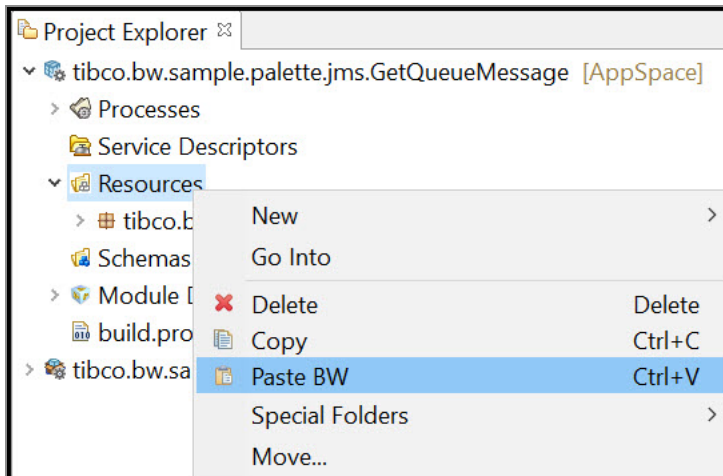 Project Explorer
tibco.bw.sample.palette.jms.GetQueueMessage [AppSpace]
Processes
Service Descriptors
Resources
tibco.b
New
Go Into
Schemas
Module
Delete Delete
build.pro
Copy Ctrl+C
tibco.bw.sa
Paste BW Ctrl+V
Special Folders
Move...